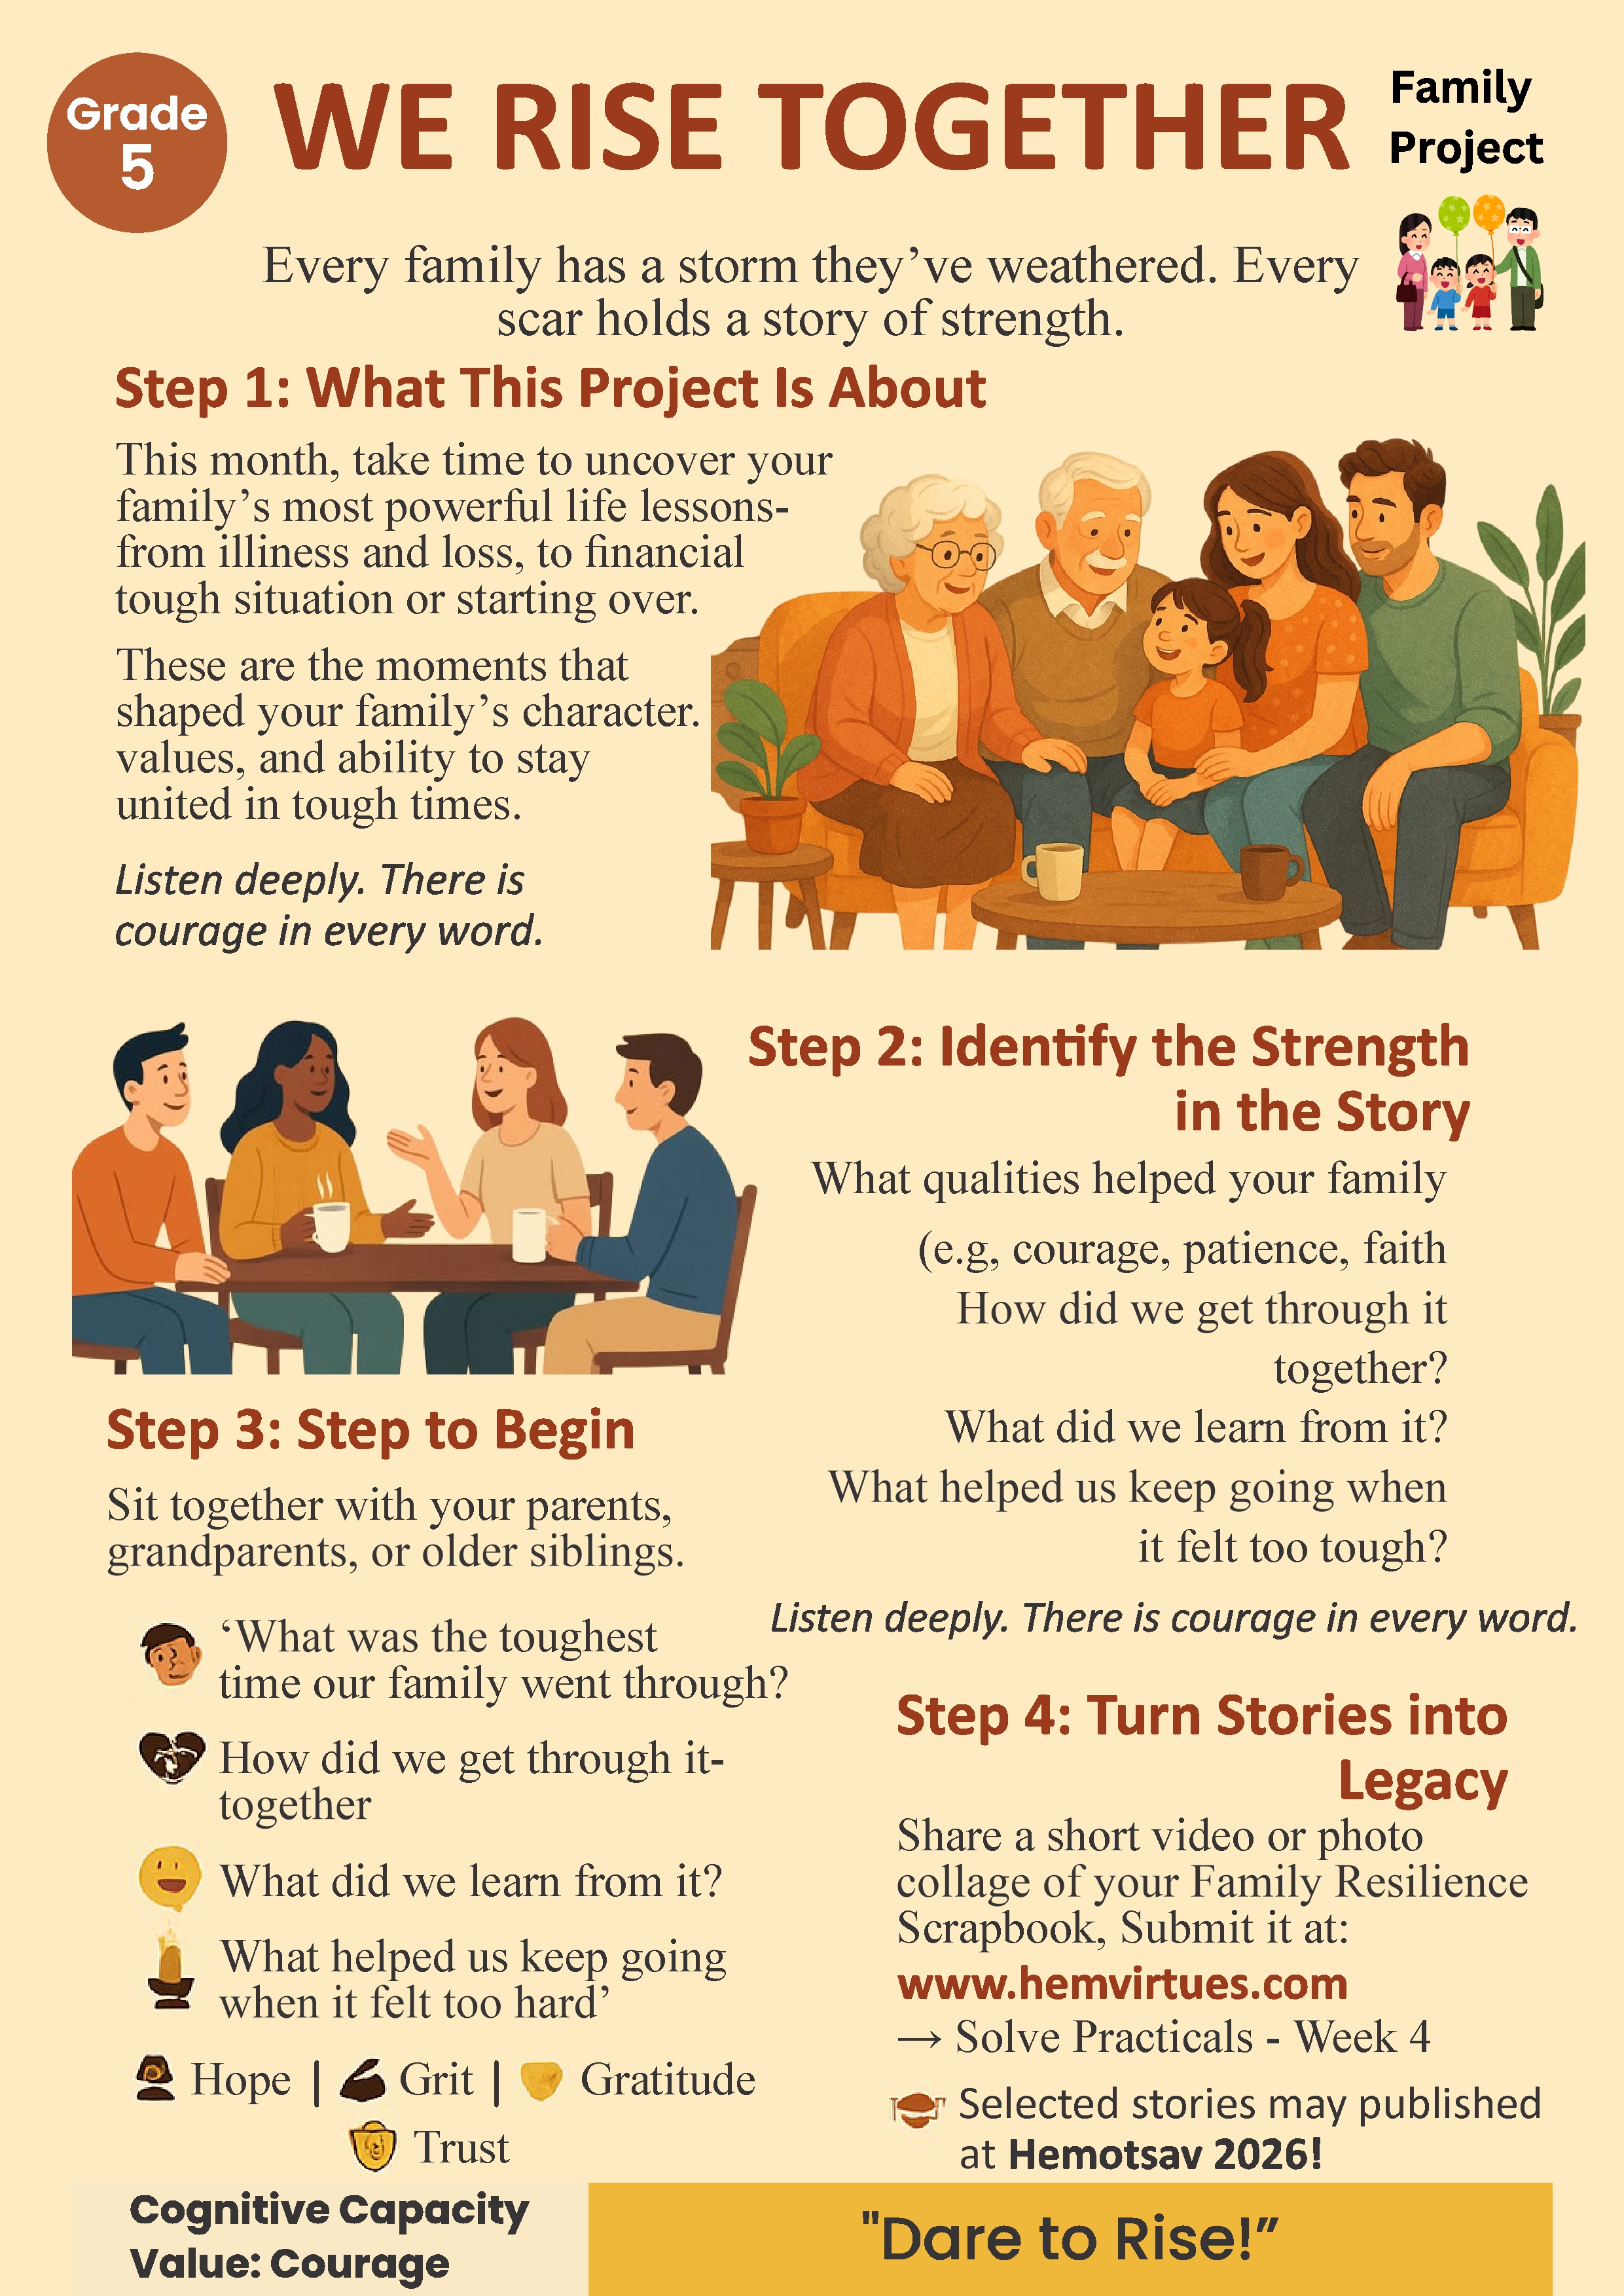 Grade
5
WE RISE TOGETHER
Family
Project
Every family has a storm they’ve weathered. Every
scar holds a story of strength.
Step 1: What This Project Is About
This month, take time to uncover your
family’s most powerful life lessons-
from illiness and loss, to financial
tough situation or starting over.
These are the moments that
shaped your family’s character.
values, and ability to stay
united in tough times.
Listen deeply. There is
courage in every word.
Step 2: Identify the Strength
in the Story
What qualities helped your family
(e.g, courage, patience, faith
How did we get through it
together?
What did we learn from it?
What helped us keep going when
it felt too tough?
Listen deeply. There is courage in every word.
Step 3: Step to Begin
Sit together with your parents,
grandparents, or older siblings.
‘What was the toughest
time our family went through?
How did we get through it-
together
What did we learn from it?
What helped us keep going
when it felt too hard’
Hope | Grit | Gratitude
Trust
Step 4: Turn Stories into
Legacy
Share a short video or photo
collage of your Family Resilience
Scrapbook, Submit it at:
www.hemvirtues.com
→ Solve Practicals - Week 4
Selected stories may published
at Hemotsav 2026!
Cognitive Capacity
Value: Courage
"Dare to Rise!”